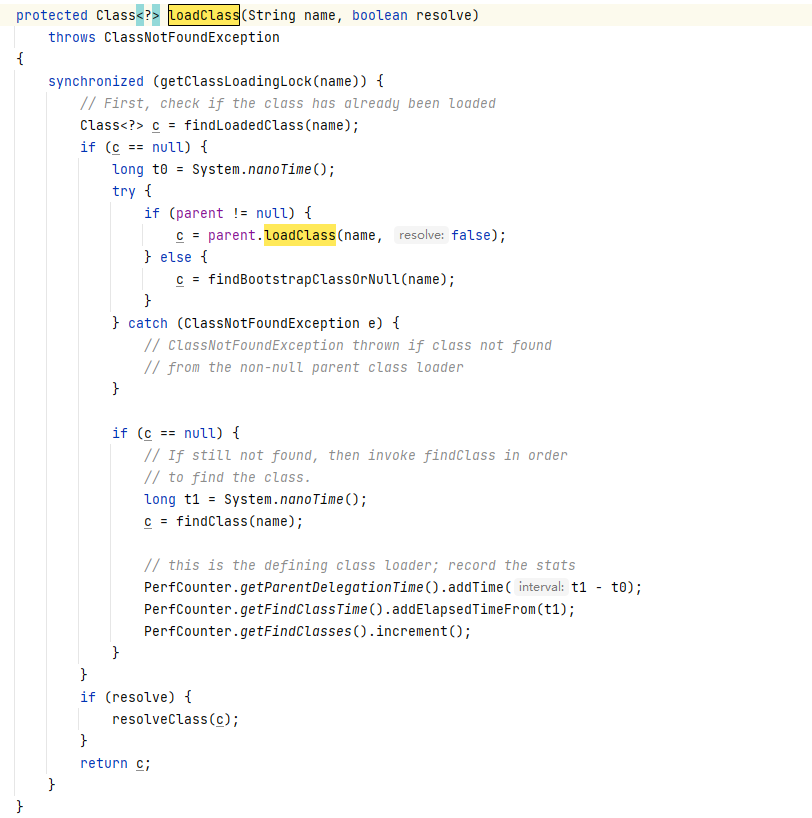 protected Class<?> loadClass(String name, boolean resolve)
    throws ClassNotFoundException
{
    synchronized (getClassLoadingLock(name)) {
        // First, check if the class has already been loaded
        Class<?> c = findLoadedClass(name);
        if (c == null) {
            long t0 = System.nanoTime();
            try {
                if (parent != null) {
                    c = parent.loadClass(name, resolve: false);
                } else {
                    c = findBootstrapClassOrNull(name);
                }
            } catch (ClassNotFoundException e) {
                // ClassNotFoundException thrown if class not found
                // from the non-null parent class loader
            }

            if (c == null) {
                // If still not found, then invoke findClass in order
                // to find the class.
                long t1 = System.nanoTime();
                c = findClass(name);

                // this is the defining class loader; record the stats
                PerfCounter.getParentDelegationTime().addTime( interval: t1 - t0);
                PerfCounter.getFindClassTime().addElapsedTimeFrom(t1);
                PerfCounter.getFindClasses().increment();
            }
        }
        if (resolve) {
            resolveClass(c);
        }
        return c;
    }
}